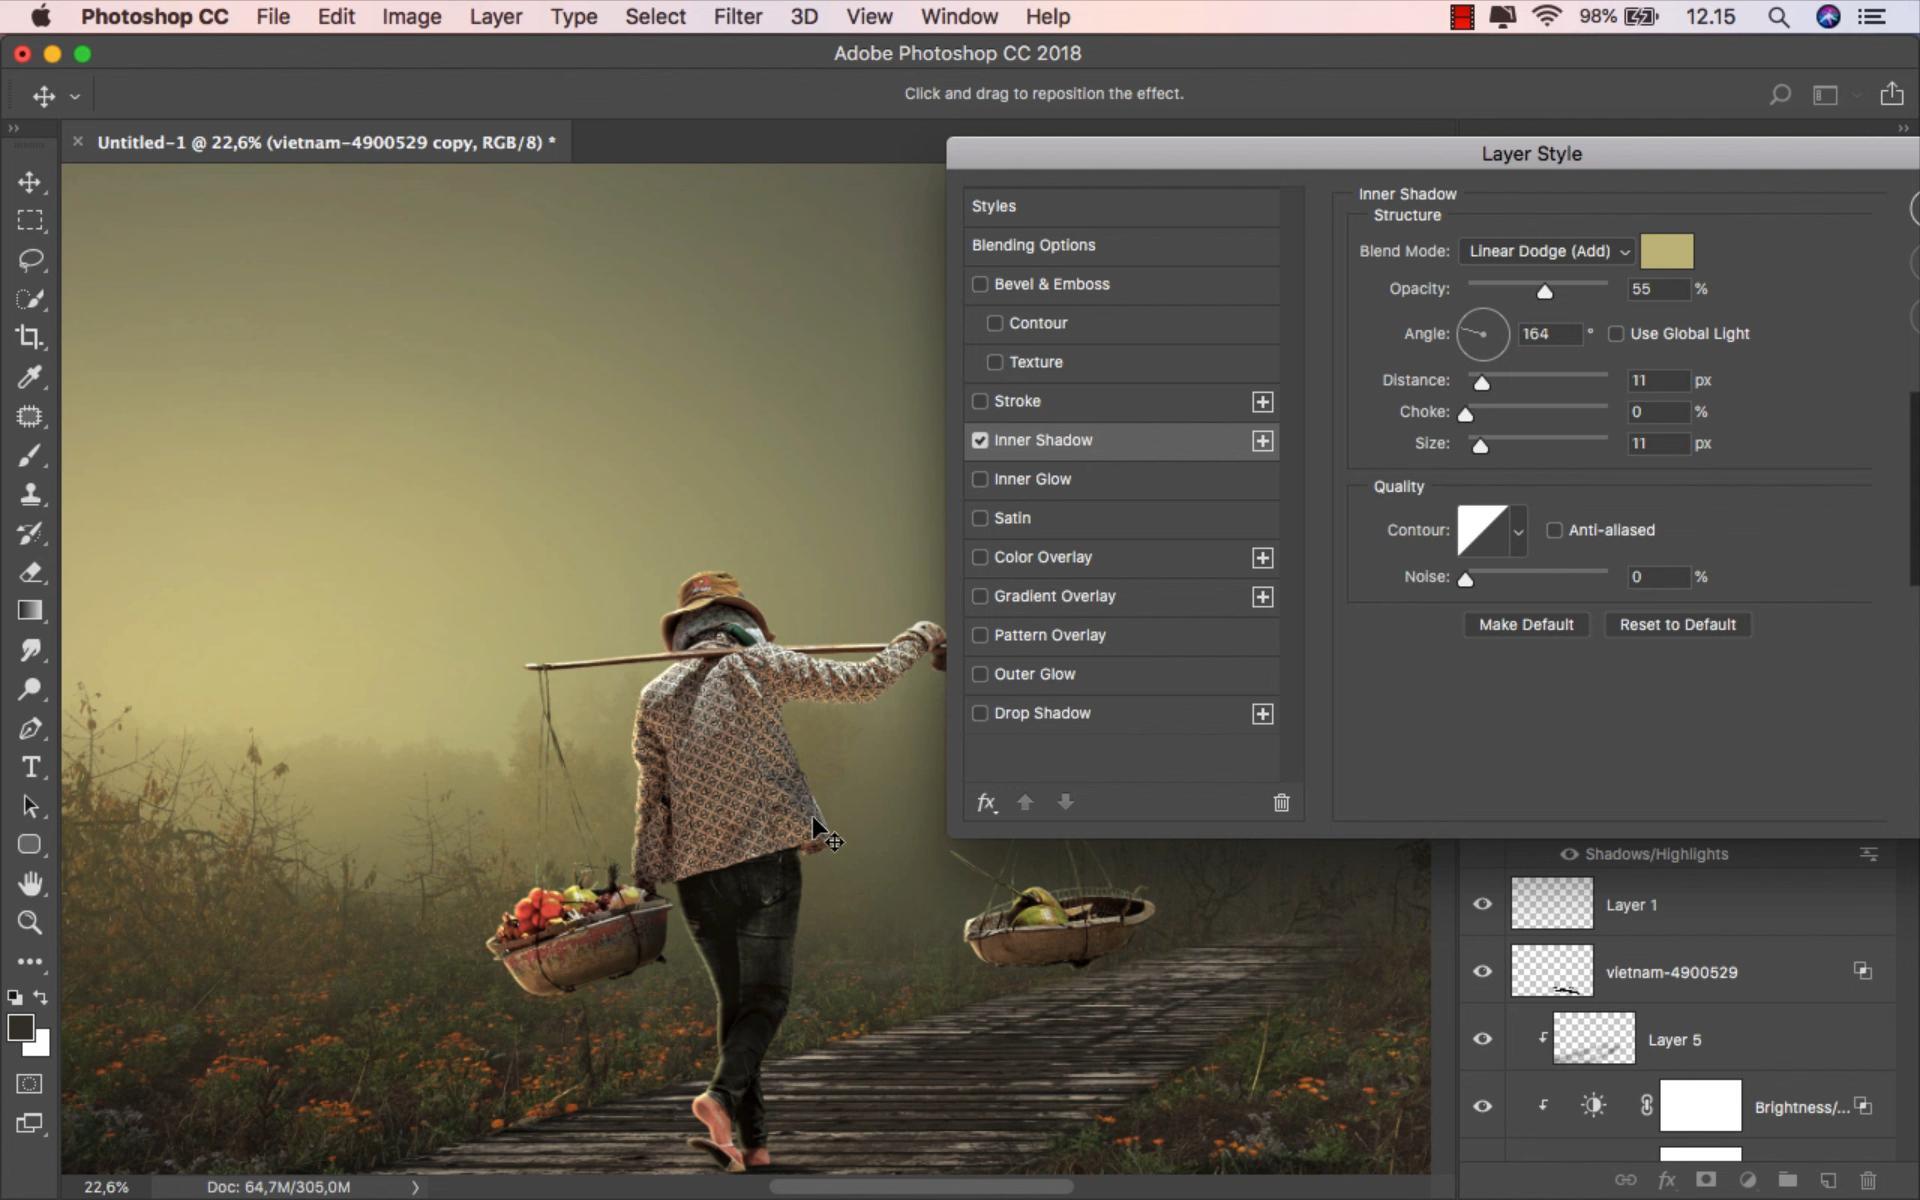 Photoshop CC File Edit Image Layer Type Select Filter 3D View Window Help 98% 12.15
Adobe Photoshop CC 2018
Click and drag to reposition the effect.
Untitled-1 @ 22,6% (vietnam-4900529 copy, RGB/8) *
Layer Style
Styles
Blending Options
Bevel & Emboss
Contour
Texture
Stroke
Inner Shadow
Inner Glow
Satin
Color Overlay
Gradient Overlay
Pattern Overlay
Outer Glow
Drop Shadow
fx
Inner Shadow
Structure
Blend Mode: Linear Dodge (Add)
Opacity: 55 %
Angle: 164 ° Use Global Light
Distance: 11 px
Choke: 0 %
Size: 11 px
Quality
Contour: Anti-aliased
Noise: 0 %
Make Default Reset to Default
Shadows/Highlights
Layer 1
vietnam-4900529
Layer 5
Brightness/...
fx
22,6% Doc: 64,7M/305,0M